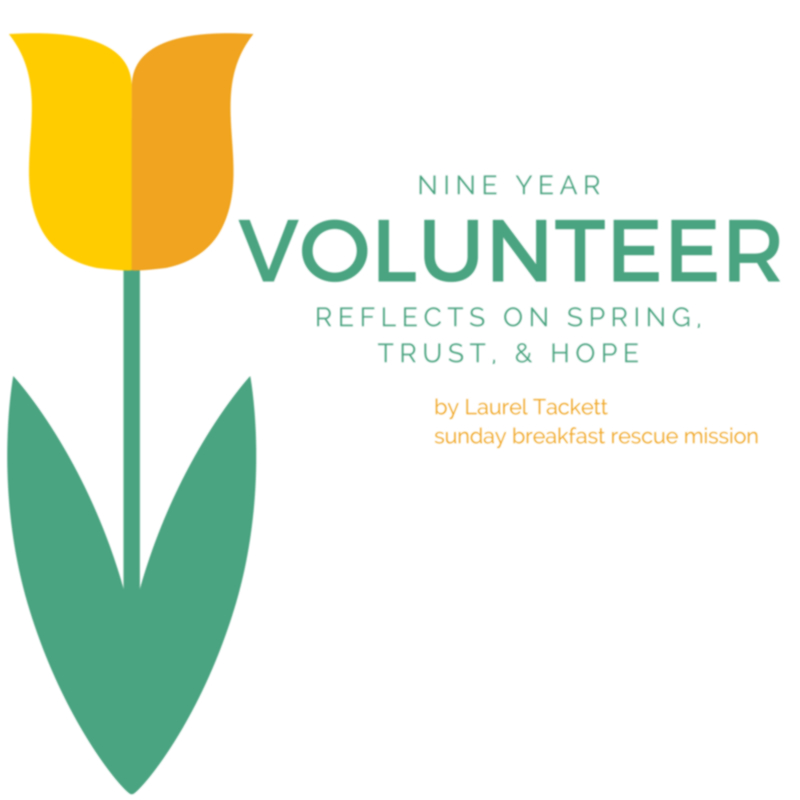 NINE YEAR
VOLUNTEER
REFLECTS ON SPRING,
TRUST, & HOPE
by Laurel Tackett
sunday breakfast rescue mission